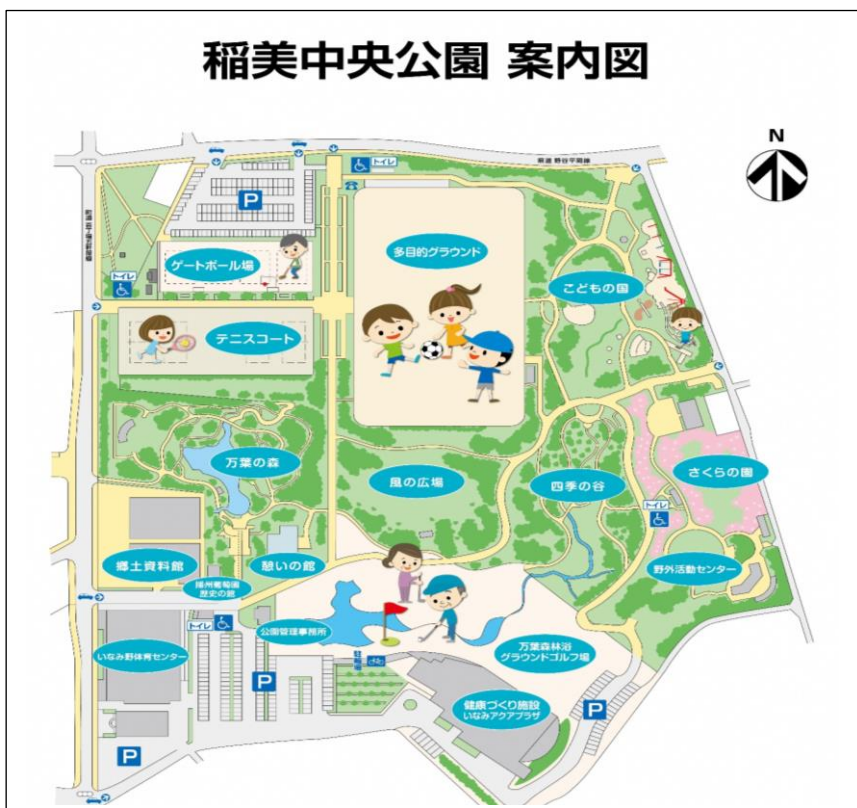 稲美中央公園 案内図
N
トイレ
P
ゲートボール場
多目的グラウンド
こどもの国
トイレ
テニスコート
万葉の森
風の広場
四季の谷
さくらの園
トイレ
郷土資料館
憩いの館
野外活動センター
播州葡萄園
歴史の館
トイレ
公園管理事務所
いなみ野体育センター
万葉森林浴
グラウンドゴルフ場
駐輪場
P
健康づくり施設
いなみアクアプラザ
P
P